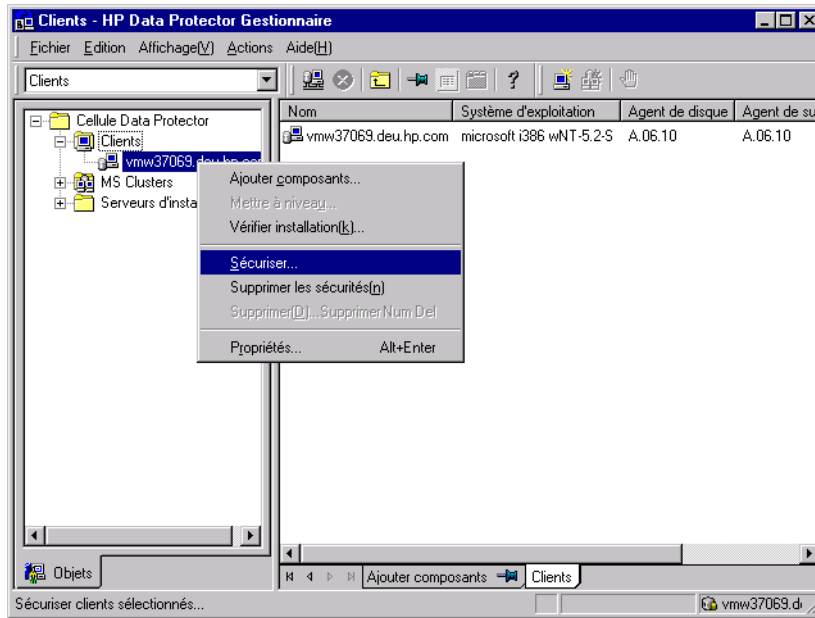 Clients - HP Data Protector Gestionnaire
Fichier Edition Affichage(V) Actions Aide(H)
Clients
Nom Système d'exploitation Agent de disque Agent de su
Cellule Data Protector
Clients
vmw37069.deu.hp.com
MS Clusters
Serveurs d'insta
vmw37069.deu.hp.com microsoft i386 wNT-5.2-S A.06.10 A.06.10
Ajouter composants...
Mettre à niveau...
Vérifier installation(k)...
Sécuriser...
Supprimer les sécurités(n)
Supprimer(D)...Supprimer Num Del
Propriétés... Alt+Enter
Objets
Ajouter composants Clients
Sécuriser clients sélectionnés... vmw37069.d